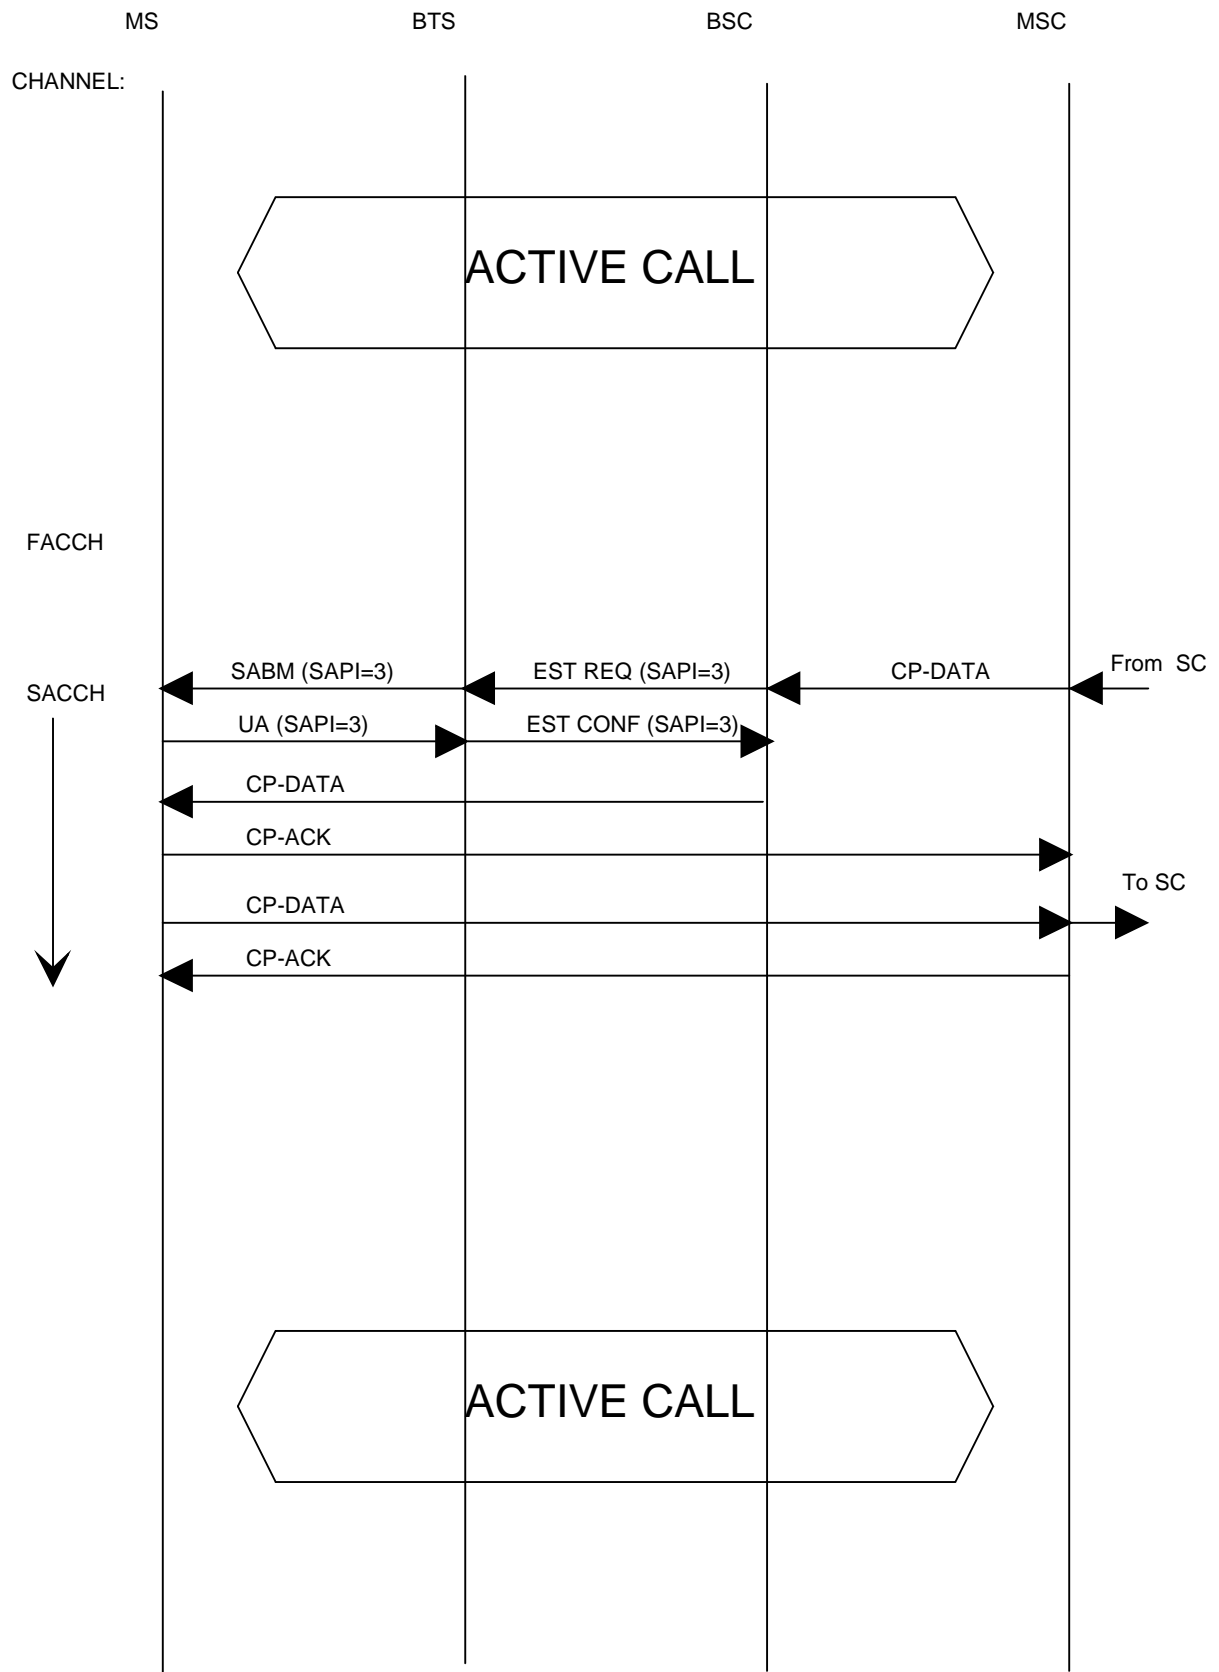 MS BTS BSC MSC
CHANNEL:
ACTIVE CALL
FACCH
SACCH
SABM (SAPI=3) EST REQ (SAPI=3) CP-DATA From SC
UA (SAPI=3) EST CONF (SAPI=3)
CP-DATA
CP-ACK
To SC
CP-DATA
CP-ACK
ACTIVE CALL